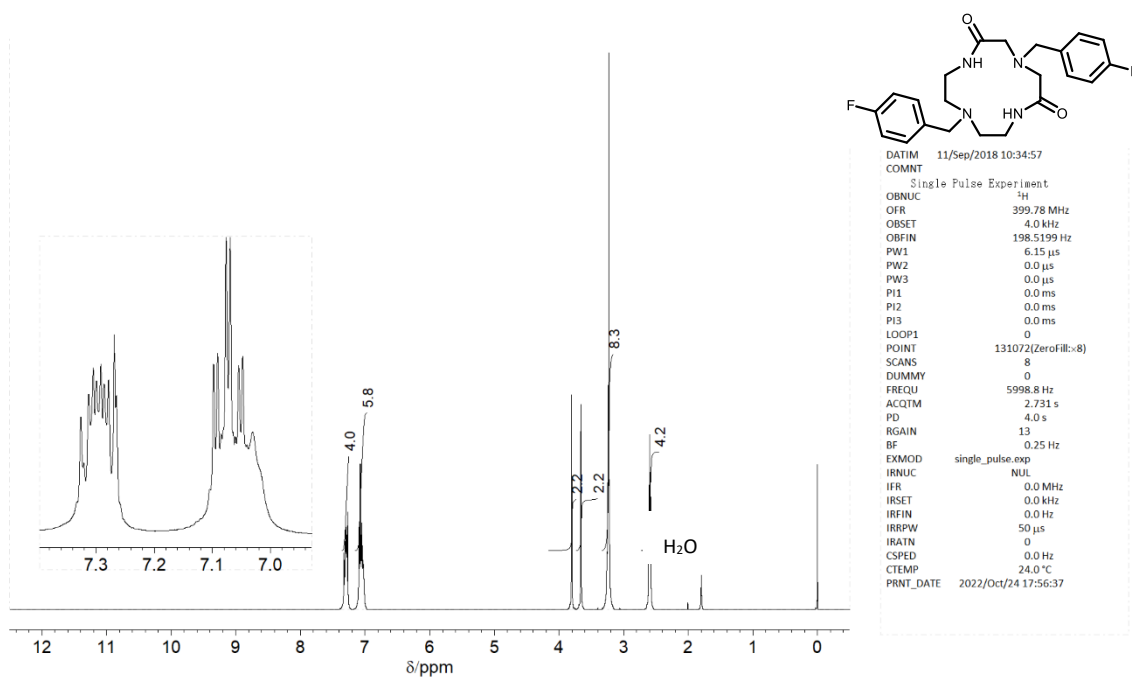 O
NH
N
F
F
N
HN
O
DATIM 11/Sep/2018 10:34:57
COMNT
Single Pulse Experiment
OBNUC ¹H
OFR 399.78 MHz
OBSET 4.0 kHz
OBFIN 198.5199 Hz
PW1 6.15 μs
PW2 0.0 μs
PW3 0.0 μs
PI1 0.0 ms
PI2 0.0 ms
PI3 0.0 ms
LOOP1 0
POINT 131072(ZeroFill:×8)
SCANS 8
DUMMY 0
FREQU 5998.8 Hz
ACQTM 2.731 s
PD 4.0 s
RGAIN 13
BF 0.25 Hz
EXMOD single_pulse.exp
IRNUC NUL
IFR 0.0 MHz
IRSET 0.0 kHz
IRFIN 0.0 Hz
IRRPW 50 μs
IRATN 0
CSPED 0.0 Hz
CTEMP 24.0 °C
PRNT_DATE 2022/Oct/24 17:56:37
8.3
5.8
4.0
4.2
2.2
2.2
H₂O
7.3 7.2 7.1 7.0
12 11 10 9 8 7 6 5 4 3 2 1 0
δ/ppm